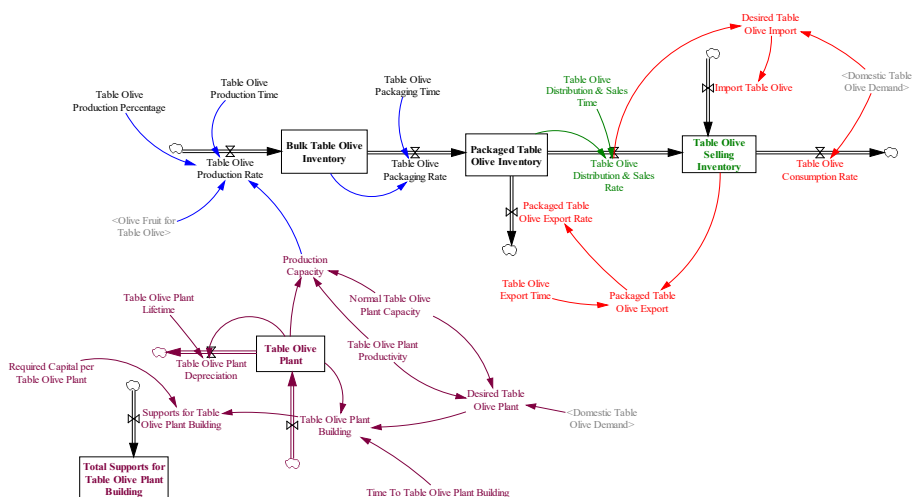 Desired Table
Olive Import
Table Olive
Production Time
Table Olive
Production Percentage
Table Olive
Packaging Time
Table Olive
Distribution & Sales
Time
Import Table Olive
<Domestic Table
Olive Demand>
Bulk Table Olive
Inventory
Packaged Table
Olive Inventory
Table Olive
Selling
Inventory
Table Olive
Production Rate
Table Olive
Packaging Rate
Table Olive
Distribution & Sales
Rate
Table Olive
Consumption Rate
<Olive Fruit for
Table Olive>
Packaged Table
Olive Export Rate
Production
Capacity
Table Olive
Export Time
Packaged Table
Olive Export
Table Olive Plant
Lifetime
Normal Table Olive
Plant Capacity
Table Olive
Plant
Table Olive Plant
Productivity
Table Olive Plant
Depreciation
Required Capital per
Table Olive Plant
Desired Table
Olive Plant
Supports for Table
Olive Plant Building
Table Olive Plant
Building
<Domestic Table
Olive Demand>
Total Supports for
Table Olive Plant
Building
Time To Table Olive Plant Building